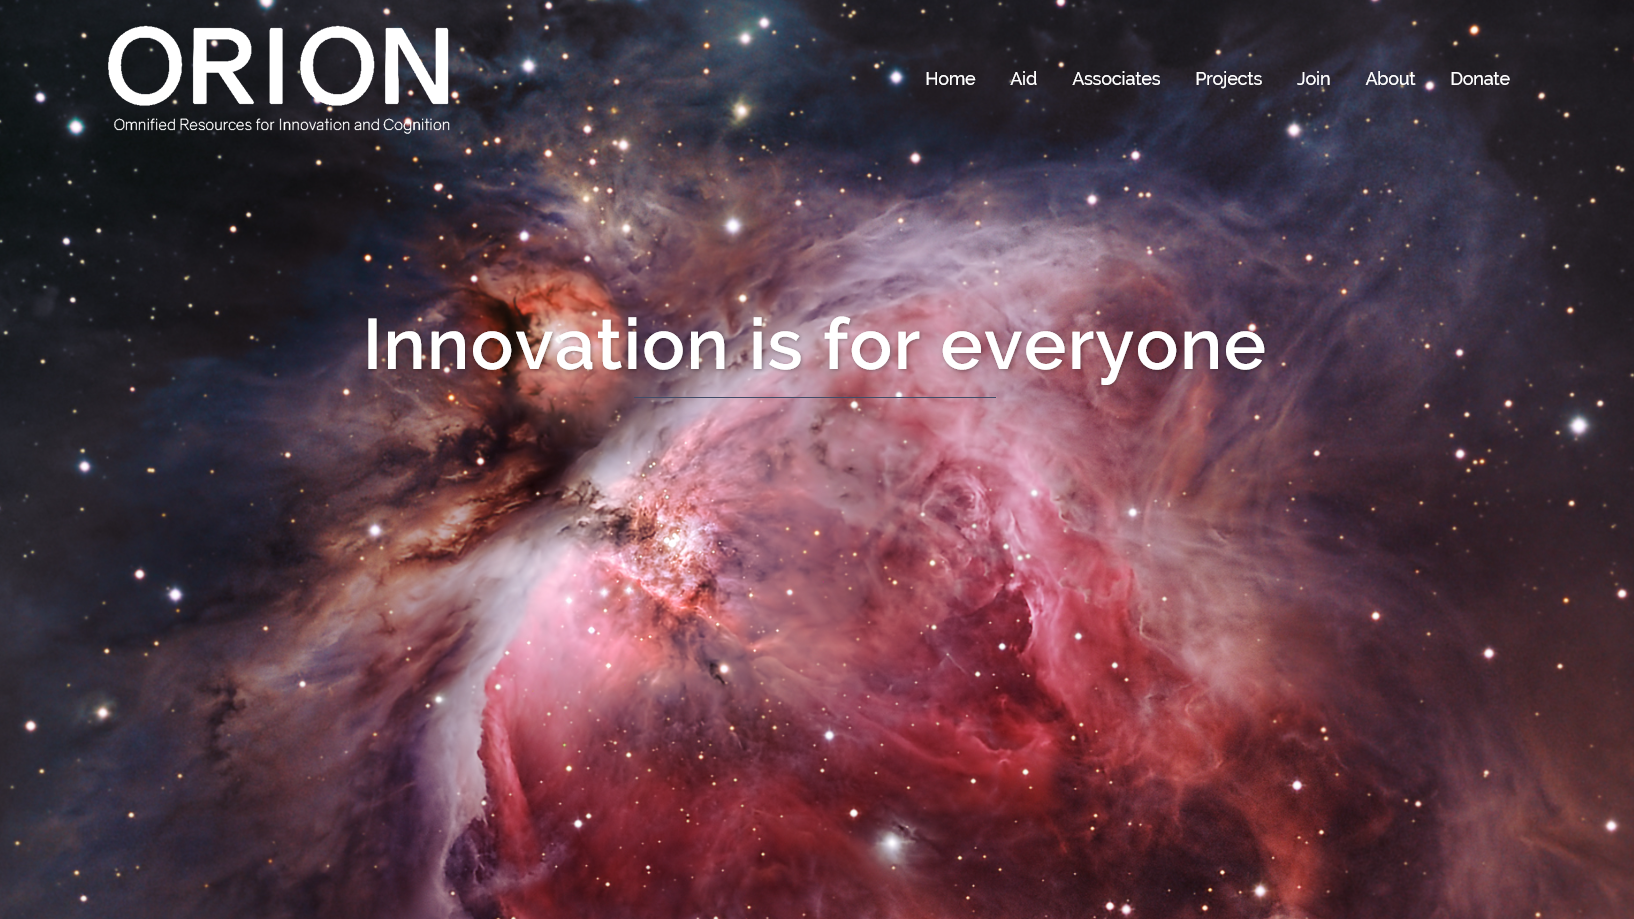 ORION
Omnified Resources for Innovation and Cognition
Home Aid Associates Projects Join About Donate
Innovation is for everyone